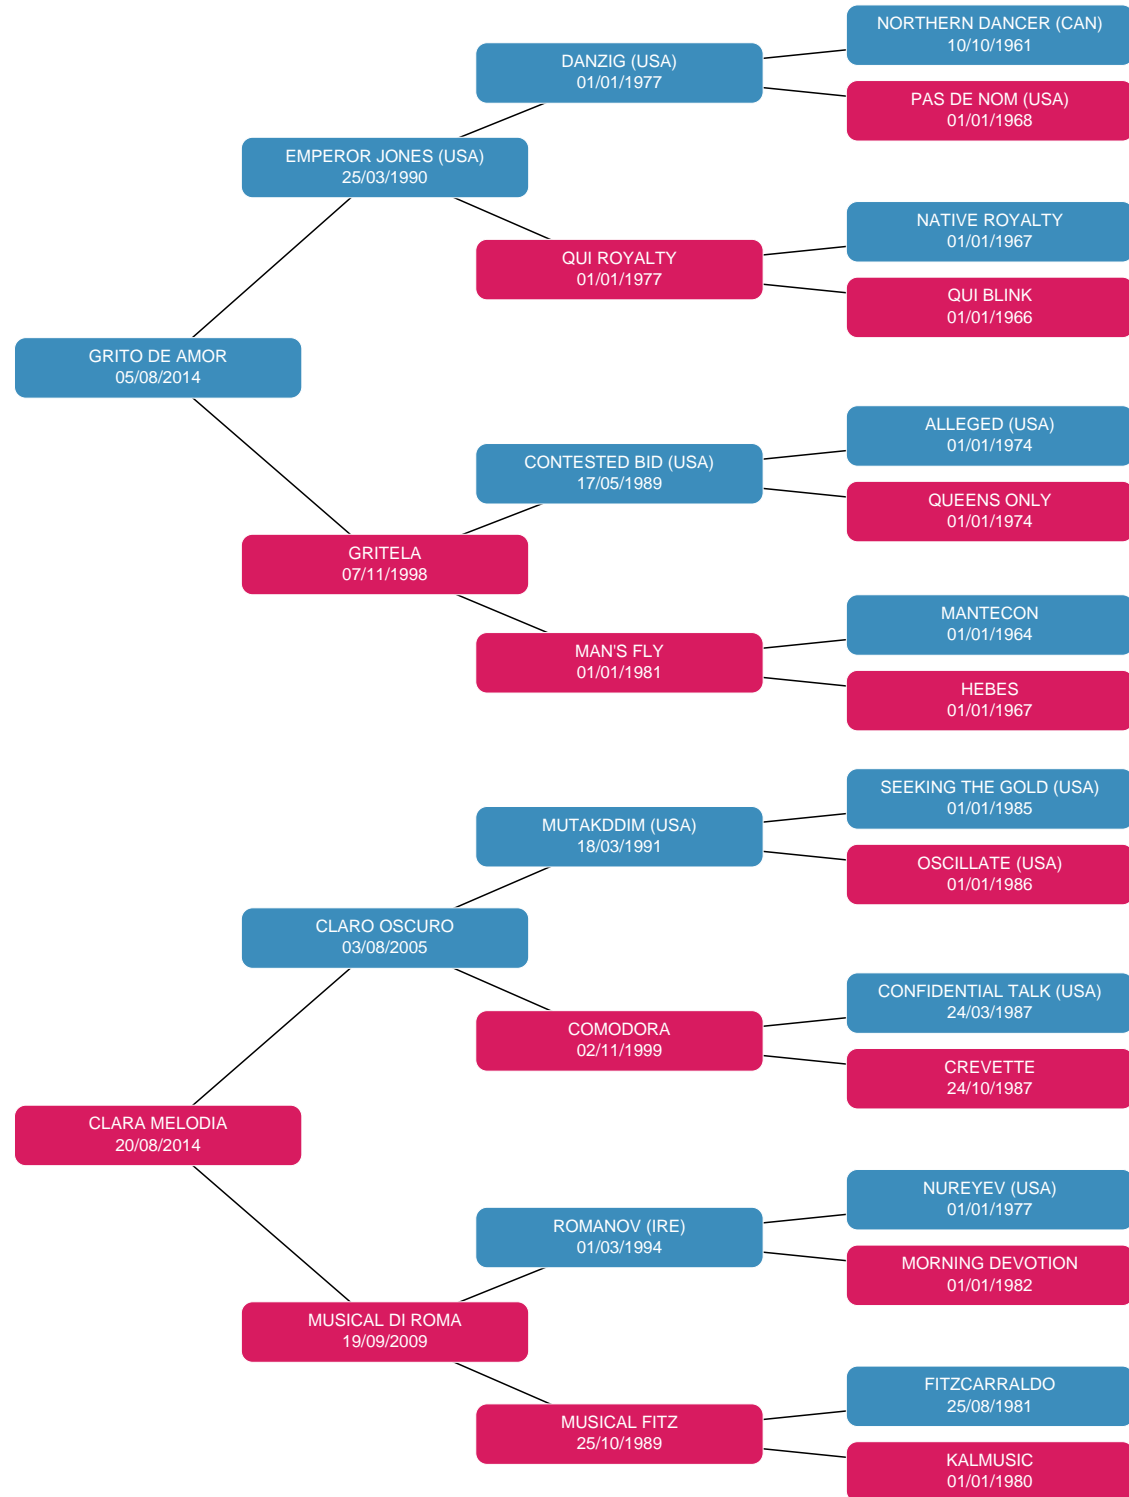 NORTHERN DANCER (CAN)
10/10/1961
DANZIG (USA)
01/01/1977
PAS DE NOM (USA)
01/01/1968
EMPEROR JONES (USA)
25/03/1990
NATIVE ROYALTY
01/01/1967
QUI ROYALTY
01/01/1977
QUI BLINK
01/01/1966
GRITO DE AMOR
05/08/2014
ALLEGED (USA)
01/01/1974
CONTESTED BID (USA)
17/05/1989
QUEENS ONLY
01/01/1974
GRITELA
07/11/1998
MANTECON
01/01/1964
MAN'S FLY
01/01/1981
HEBES
01/01/1967
SEEKING THE GOLD (USA)
01/01/1985
MUTAKDDIM (USA)
18/03/1991
OSCILLATE (USA)
01/01/1986
CLARO OSCURO
03/08/2005
CONFIDENTIAL TALK (USA)
24/03/1987
COMODORA
02/11/1999
CREVETTE
24/10/1987
CLARA MELODIA
20/08/2014
NUREYEV (USA)
01/01/1977
ROMANOV (IRE)
01/03/1994
MORNING DEVOTION
01/01/1982
MUSICAL DI ROMA
19/09/2009
FITZCARRALDO
25/08/1981
MUSICAL FITZ
25/10/1989
KALMUSIC
01/01/1980